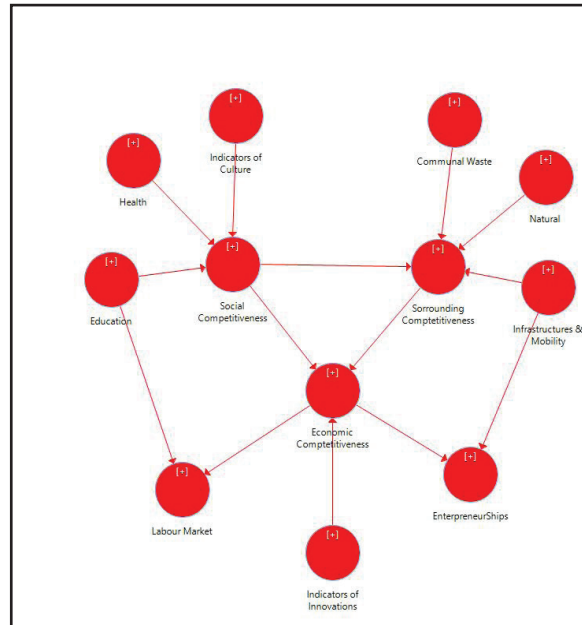 [+]
Indicators of
Culture
[+]
Communal Waste
[+]
Health
[+]
Natural
[+]
Social
Competitiveness
[+]
Sorrounding
Comptetitiveness
[+]
Education
[+]
Infrastructures &
Mobility
[+]
Economic
Comptetitiveness
[+]
Labour Market
[+]
EnterpreneurShips
[+]
Indicators of
Innovations